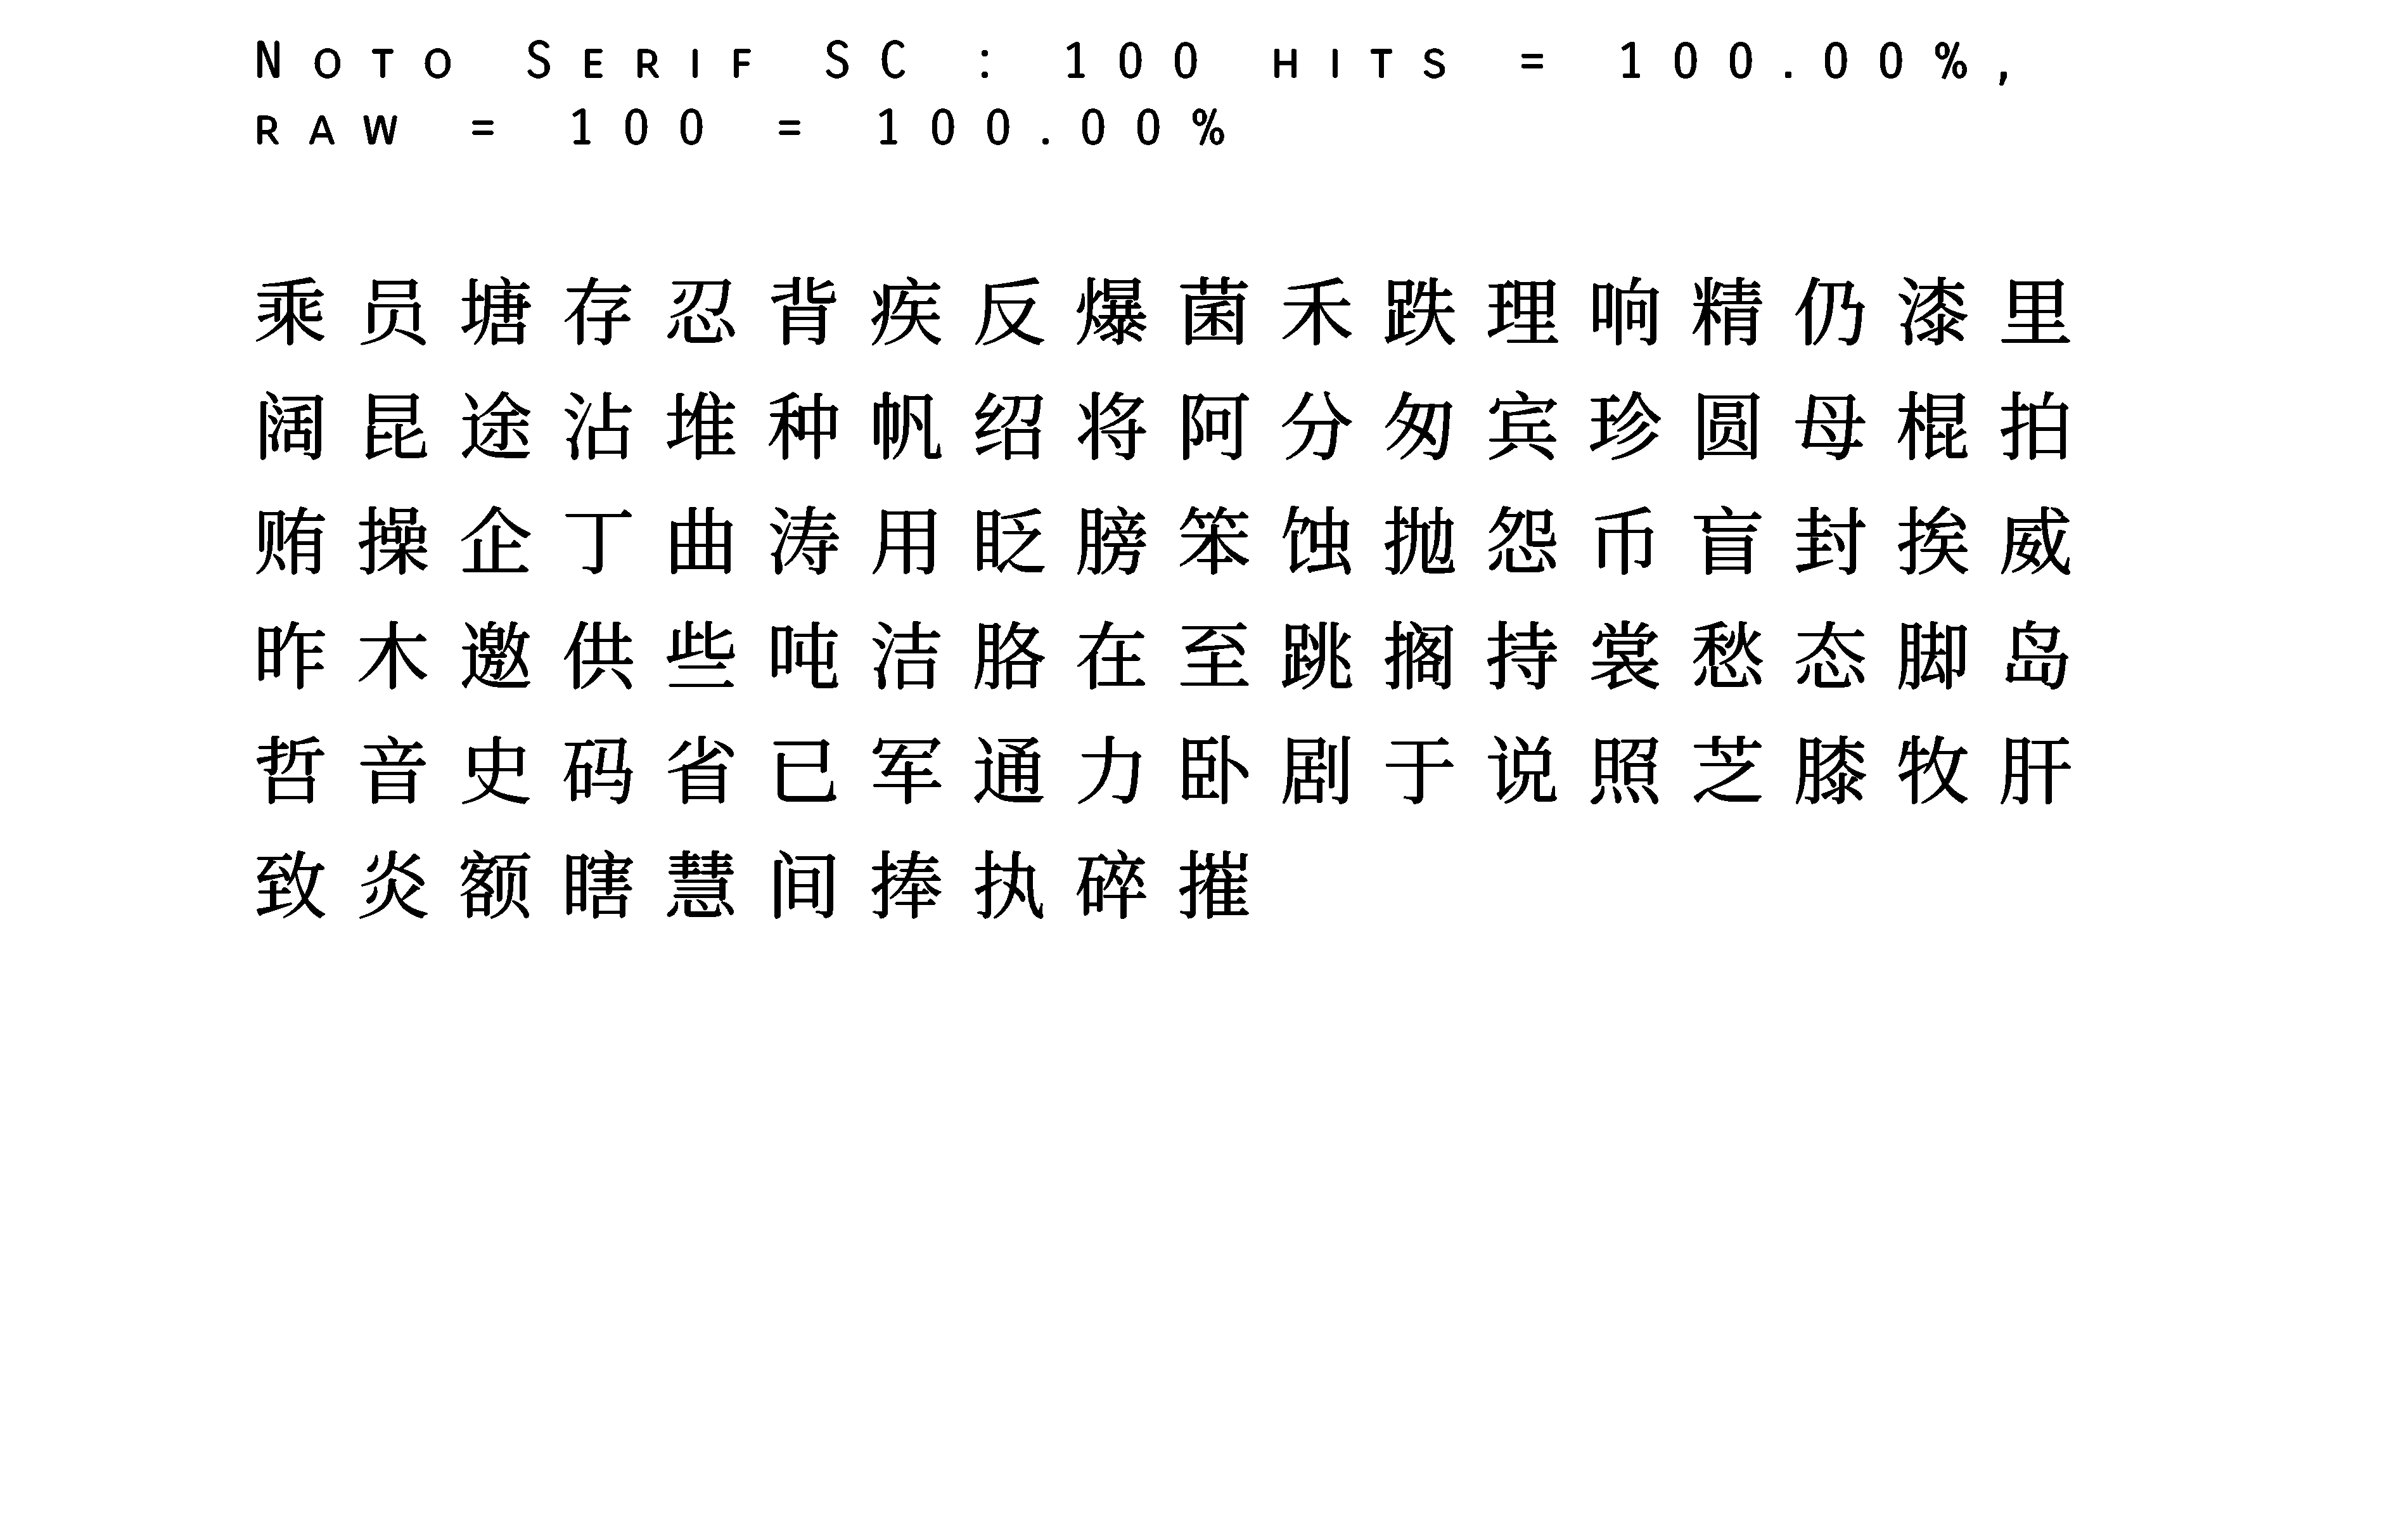 Noto Serif SC : 100 hits = 100.00%,
raw = 100 = 100.00%
乘员塘存忍背疾反爆菌禾跌理响精仍漆里
阔昆途沾堆种帆绍将阿分匆宾珍圆母棍拍
贿操企丁曲涛用眨膀笨蚀抛怨币盲封挨威
昨木邀供些吨洁胳在至跳搁持裳愁态脚岛
哲音史码省已军通力卧剧于说照芝膝牧肝
致炎额瞎慧间捧执碎摧